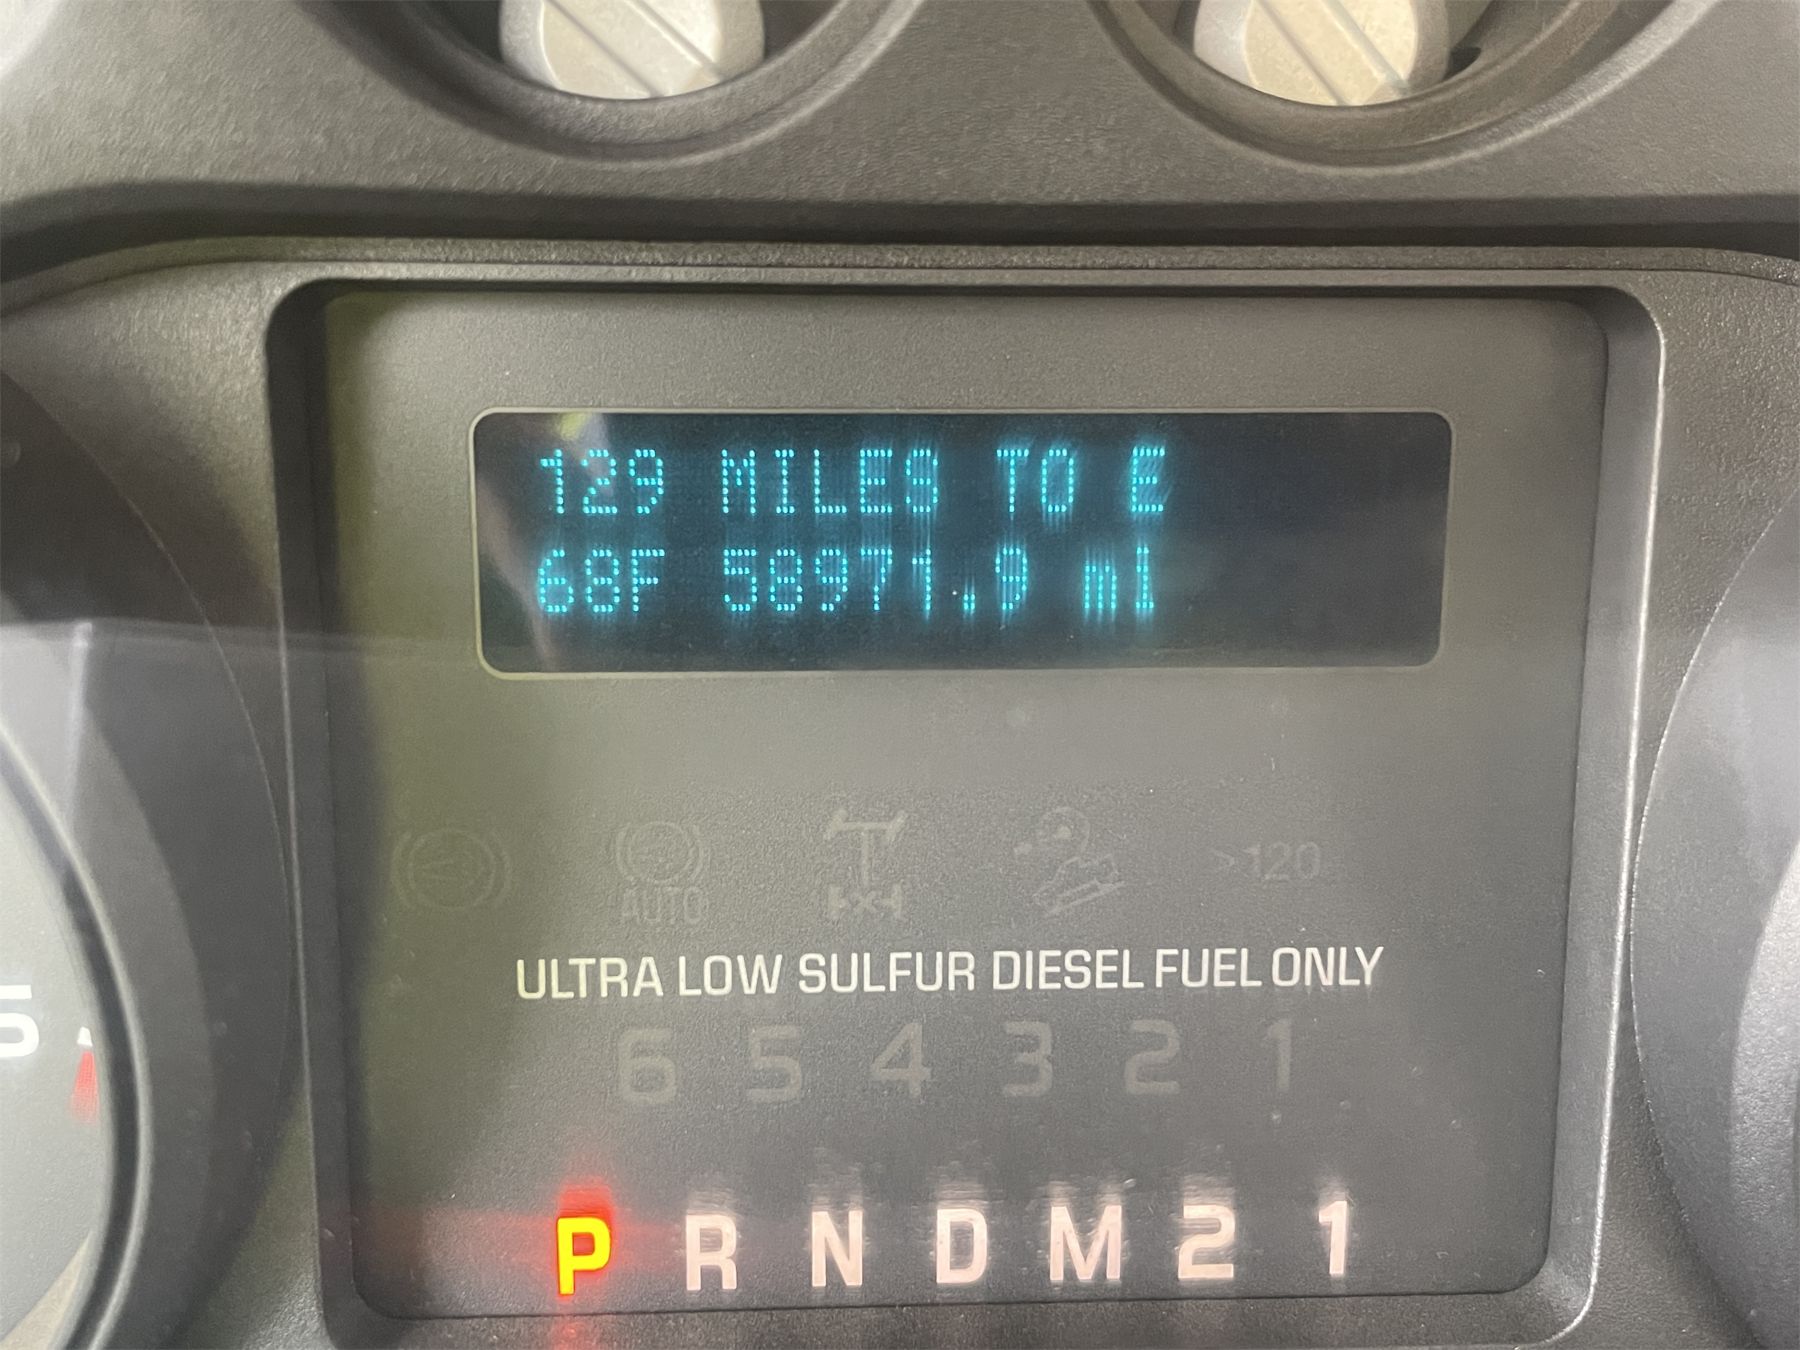 129 MILES TO E
68F 58971.9 mi
AUTO
>120
ULTRA LOW SULFUR DIESEL FUEL ONLY
6 5 4 3 2 1
5
P R N D M 2 1